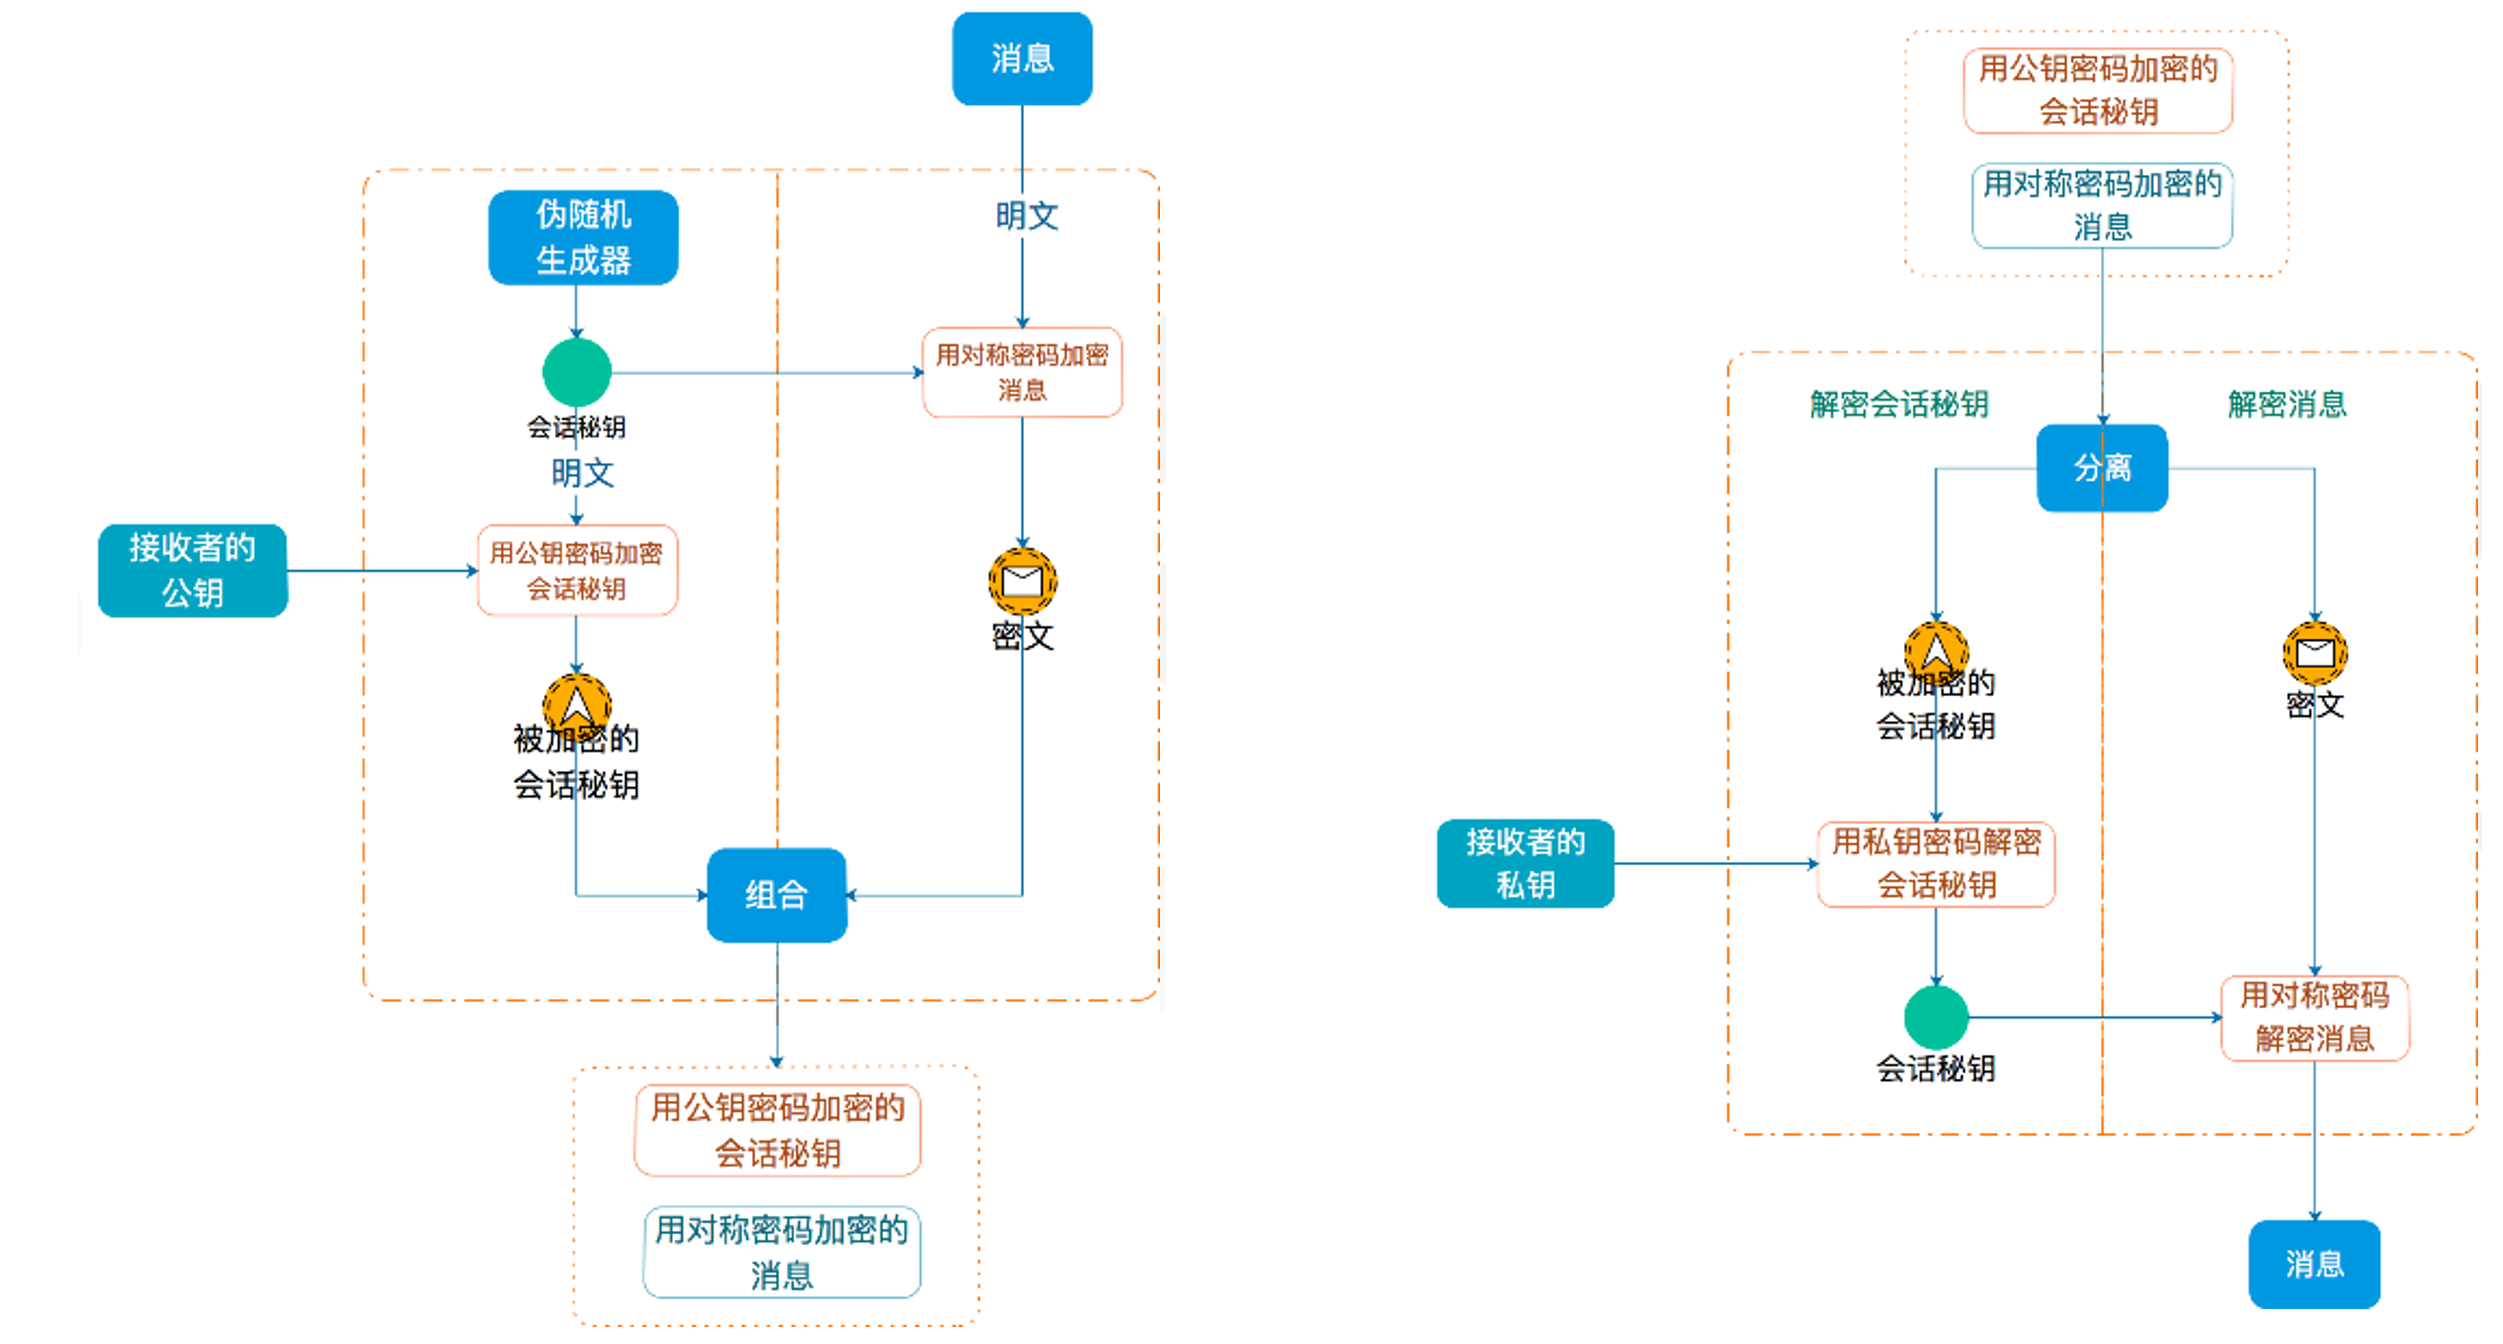 消息
明文
伪随机
生成器
用对称密码加密
消息
会话秘钥
明文
接收者的
公钥
用公钥密码加密
会话秘钥
密文
被加密的
会话秘钥
组合
用公钥密码加密的
会话秘钥
用对称密码加密的
消息
用公钥密码加密的
会话秘钥
用对称密码加密的
消息
解密会话秘钥
解密消息
分离
被加密的
会话秘钥
密文
接收者的
私钥
用私钥密码解密
会话秘钥
会话秘钥
用对称密码
解密消息
消息